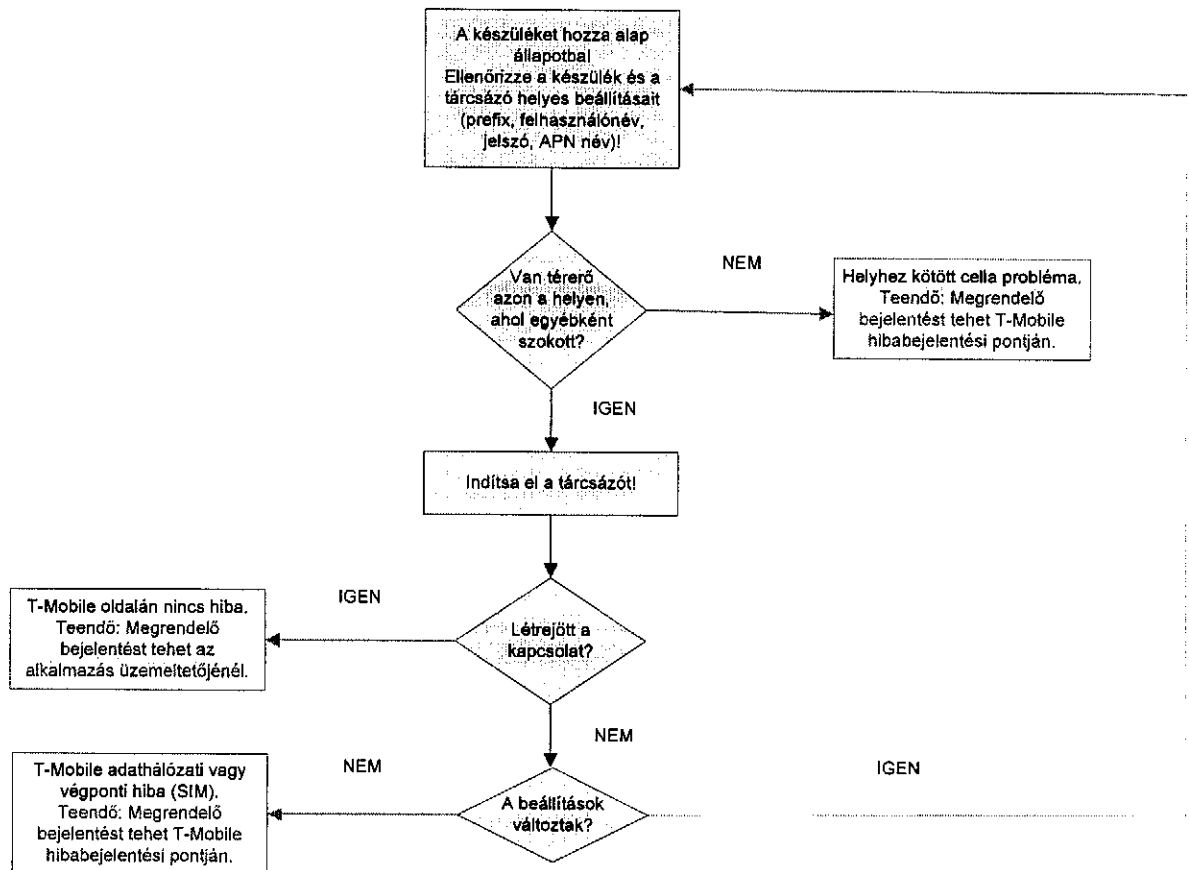 A készüléket hozza alap
állapotba!
Ellenőrizze a készülék és a
tárcsázó helyes beállításait
(prefix, felhasználónév,
jelszó, APN név)!
Van térerő
azon a helyen,
ahol egyébként
szokott?
NEM
Helyhez kötött cella probléma.
Teendő: Megrendelő
bejelentést tehet T-Mobile
hibabejelentési pontján.
IGEN
Indítsa el a tárcsázót!
IGEN
T-Mobile oldalán nincs hiba.
Teendő: Megrendelő
bejelentést tehet az
alkalmazás üzemeltetőjénél.
Létrejött a
kapcsolat?
NEM
NEM
T-Mobile adathálózati vagy
végponti hiba (SIM).
Teendő: Megrendelő
bejelentést tehet T-Mobile
hibabejelentési pontján.
A beállítások
változtak?
IGEN